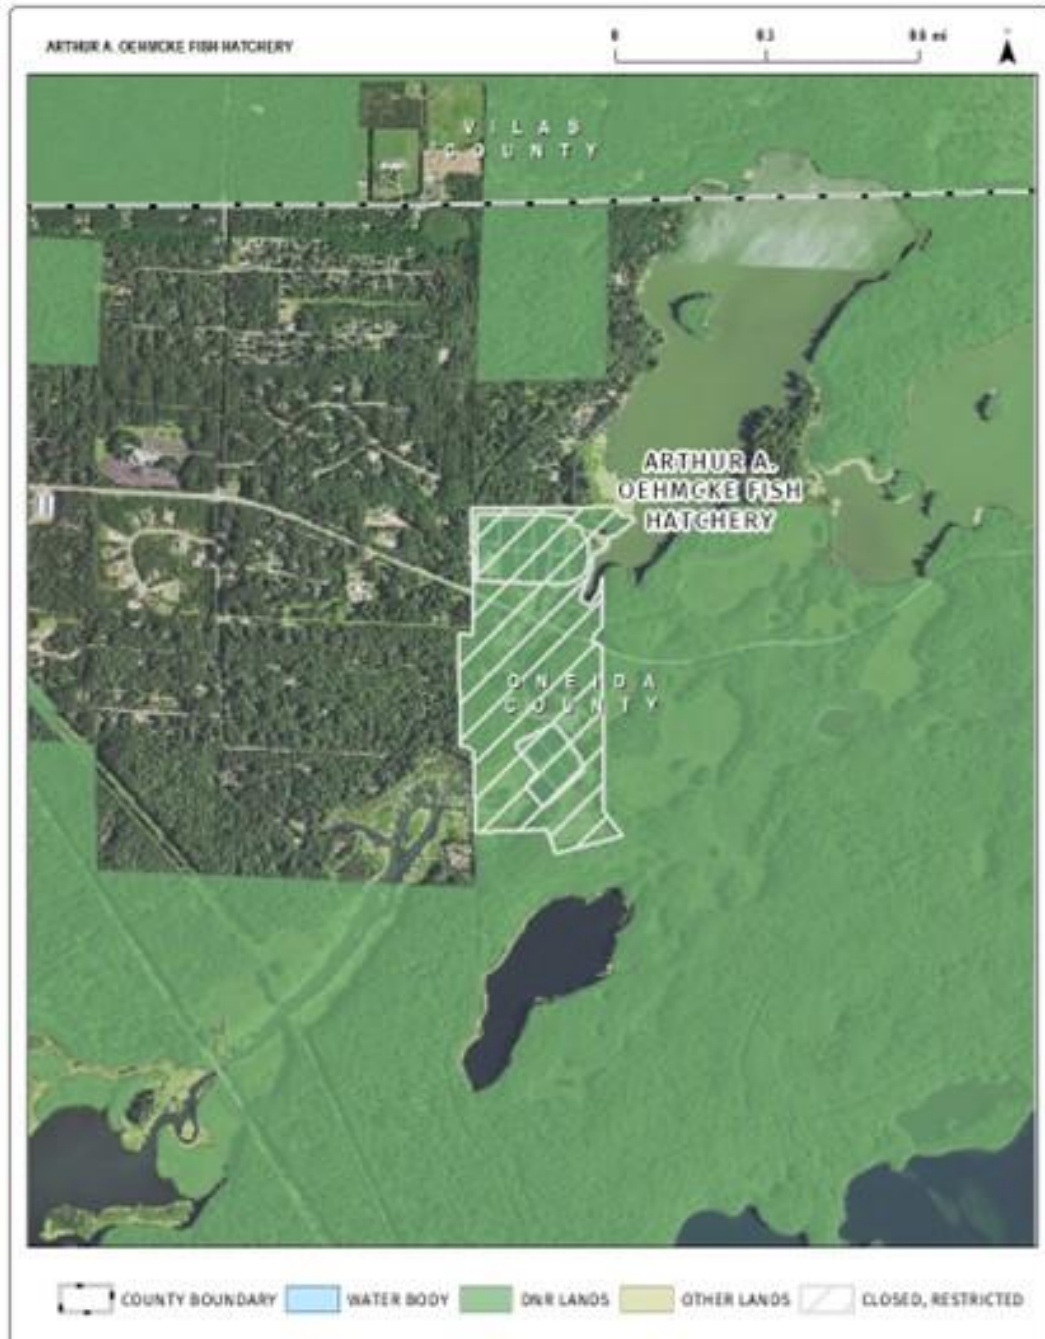 ARTHUR A. OEHMCKE FISH HATCHERY
0 0.3 0.6 mi
VILAS
COUNTY
ARTHUR A.
OEHMCKE FISH
HATCHERY
ONEIDA
COUNTY
COUNTY BOUNDARY WATER BODY DNR LANDS OTHER LANDS CLOSED, RESTRICTED